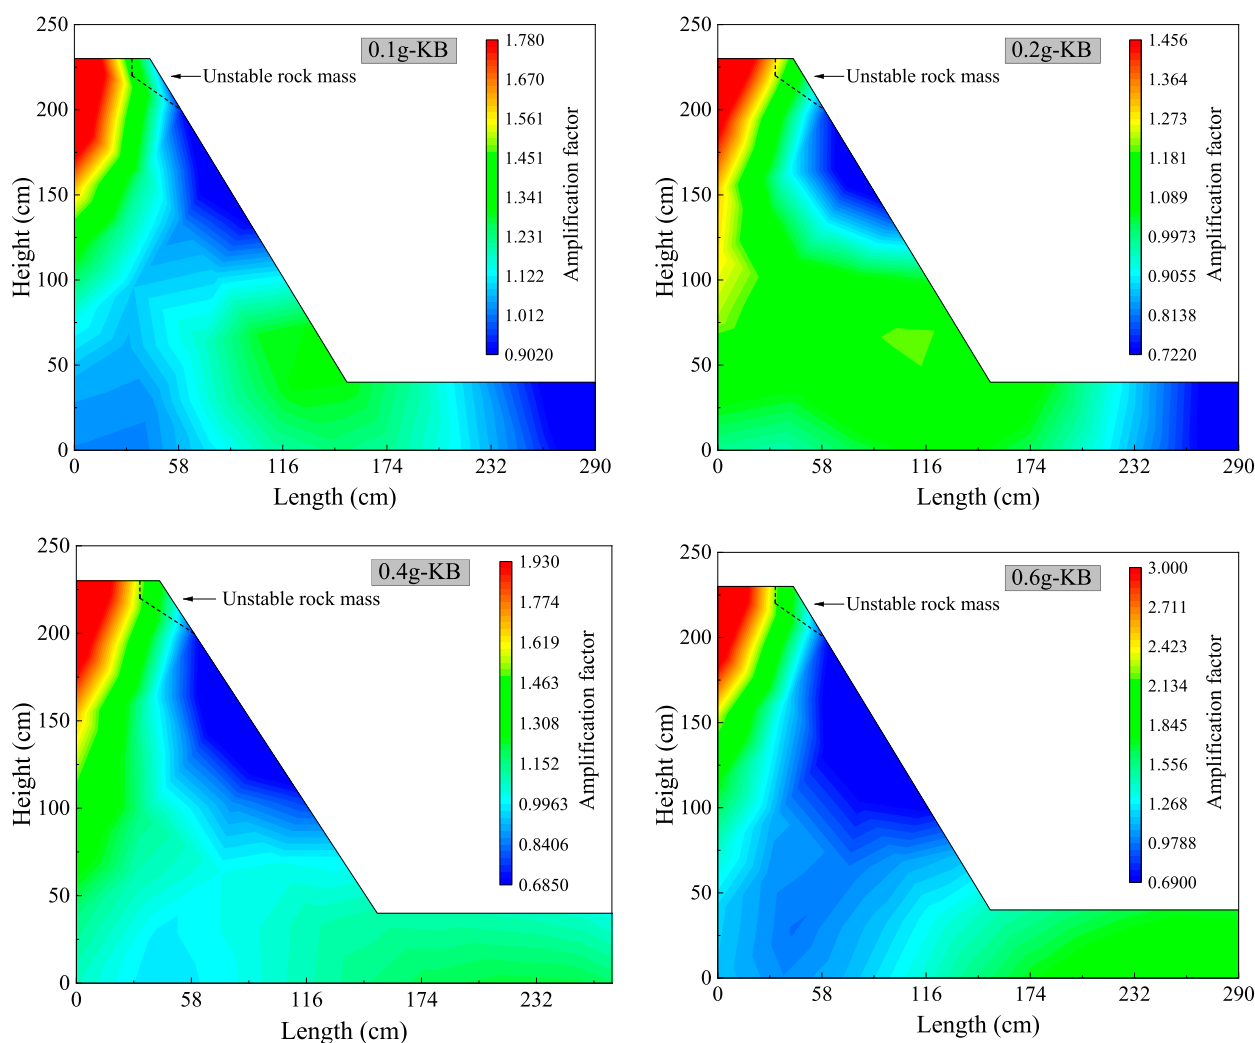 250
200
150
100
50
0
Height (cm)
0.1g-KB
Unstable rock mass
1.780
1.670
1.561
1.451
1.341
1.231
1.122
1.012
0.9020
Amplification factor
0 58 116 174 232 290
Length (cm)
250
200
150
100
50
0
Height (cm)
0.2g-KB
Unstable rock mass
1.456
1.364
1.273
1.181
1.089
0.9973
0.9055
0.8138
0.7220
Amplification factor
0 58 116 174 232 290
Length (cm)
250
200
150
100
50
0
Height (cm)
0.4g-KB
Unstable rock mass
1.930
1.774
1.619
1.463
1.308
1.152
0.9963
0.8406
0.6850
Amplification factor
0 58 116 174 232
Length (cm)
250
200
150
100
50
0
Height (cm)
0.6g-KB
Unstable rock mass
3.000
2.711
2.423
2.134
1.845
1.556
1.268
0.9788
0.6900
Amplification factor
0 58 116 174 232 290
Length (cm)